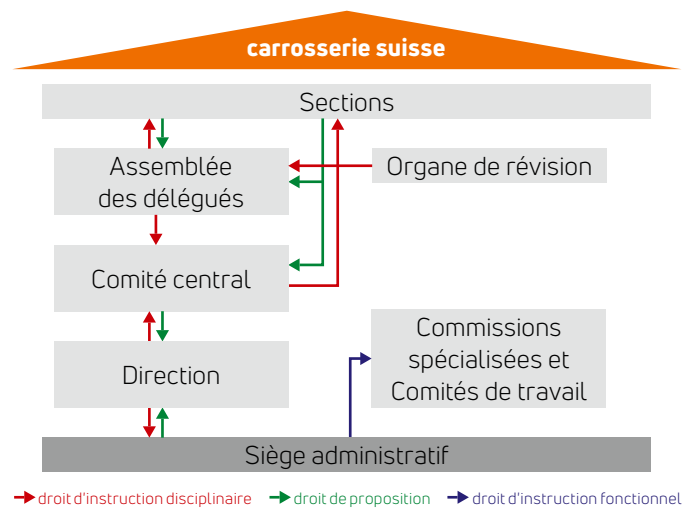 carrosserie suisse
Sections
Assemblée
des délégués
Organe de révision
Comité central
Commissions
spécialisées et
Comités de travail
Direction
Siège administratif
droit d'instruction disciplinaire
droit de proposition
droit d'instruction fonctionnel